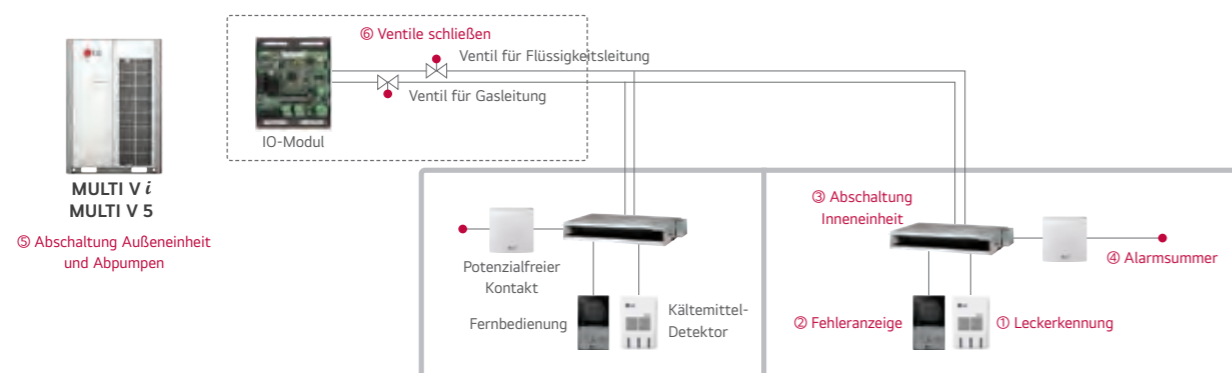 ⑥ Ventile schließen
Ventil für Flüssigkeitsleitung
Ventil für Gasleitung
IO-Modul
LG
MULTI V i
MULTI V 5
⑤ Abschaltung Außeneinheit
und Abpumpen
Potenzialfreier
Kontakt
Fernbedienung
Kältemittel-
Detektor
③ Abschaltung
Inneneinheit
④ Alarmsummer
② Fehleranzeige
① Leckerkennung